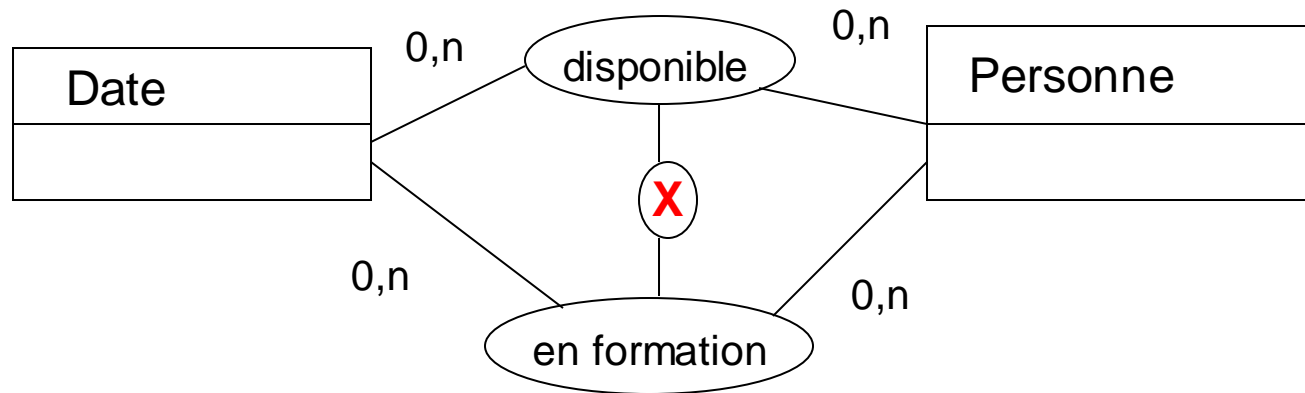 0,n
0,n
Date
disponible
Personne
X
0,n
0,n
en formation